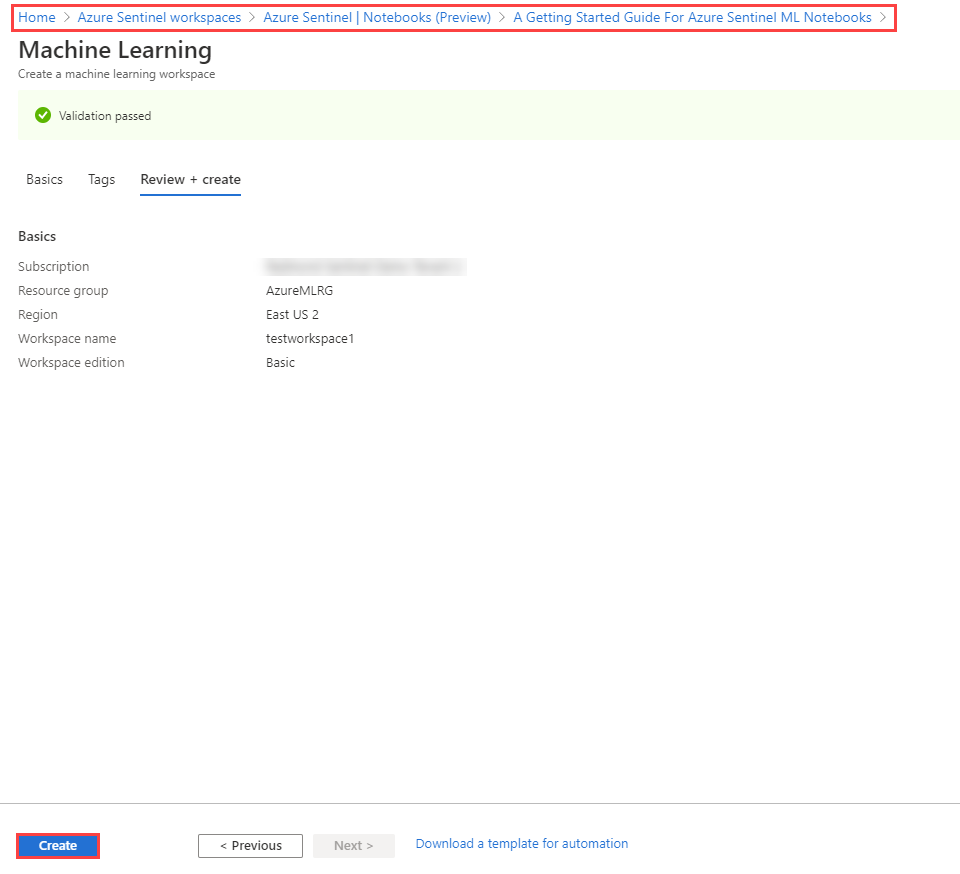 Home > Azure Sentinel workspaces > Azure Sentinel | Notebooks (Preview) > A Getting Started Guide For Azure Sentinel ML Notebooks >
Machine Learning
Create a machine learning workspace
Validation passed
Basics Tags Review + create
Basics
Subscription
Resource group AzureMLRG
Region East US 2
Workspace name testworkspace1
Workspace edition Basic
Create < Previous Next > Download a template for automation